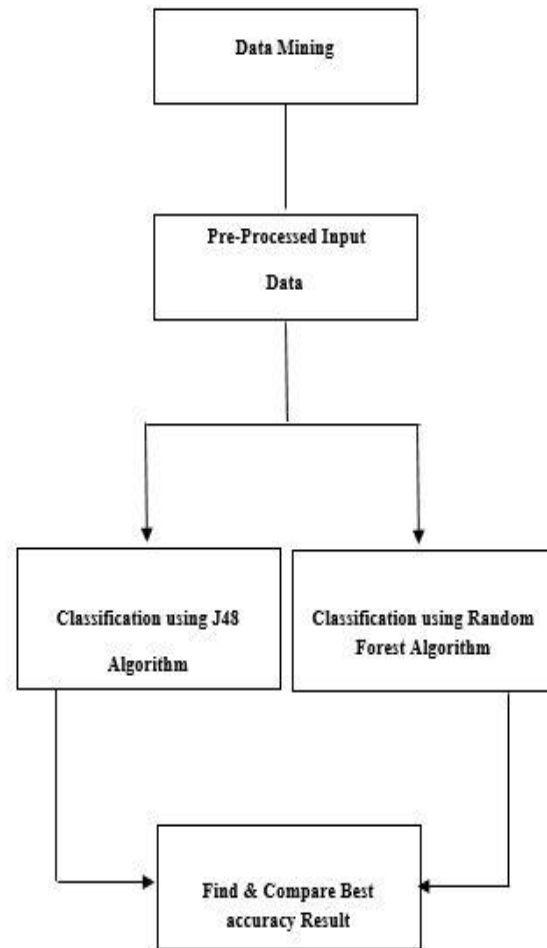 Data Mining
Pre-Processed Input
Data
Classification using J48
Algorithm
Classification using Random
Forest Algorithm
Find & Compare Best
accuracy Result